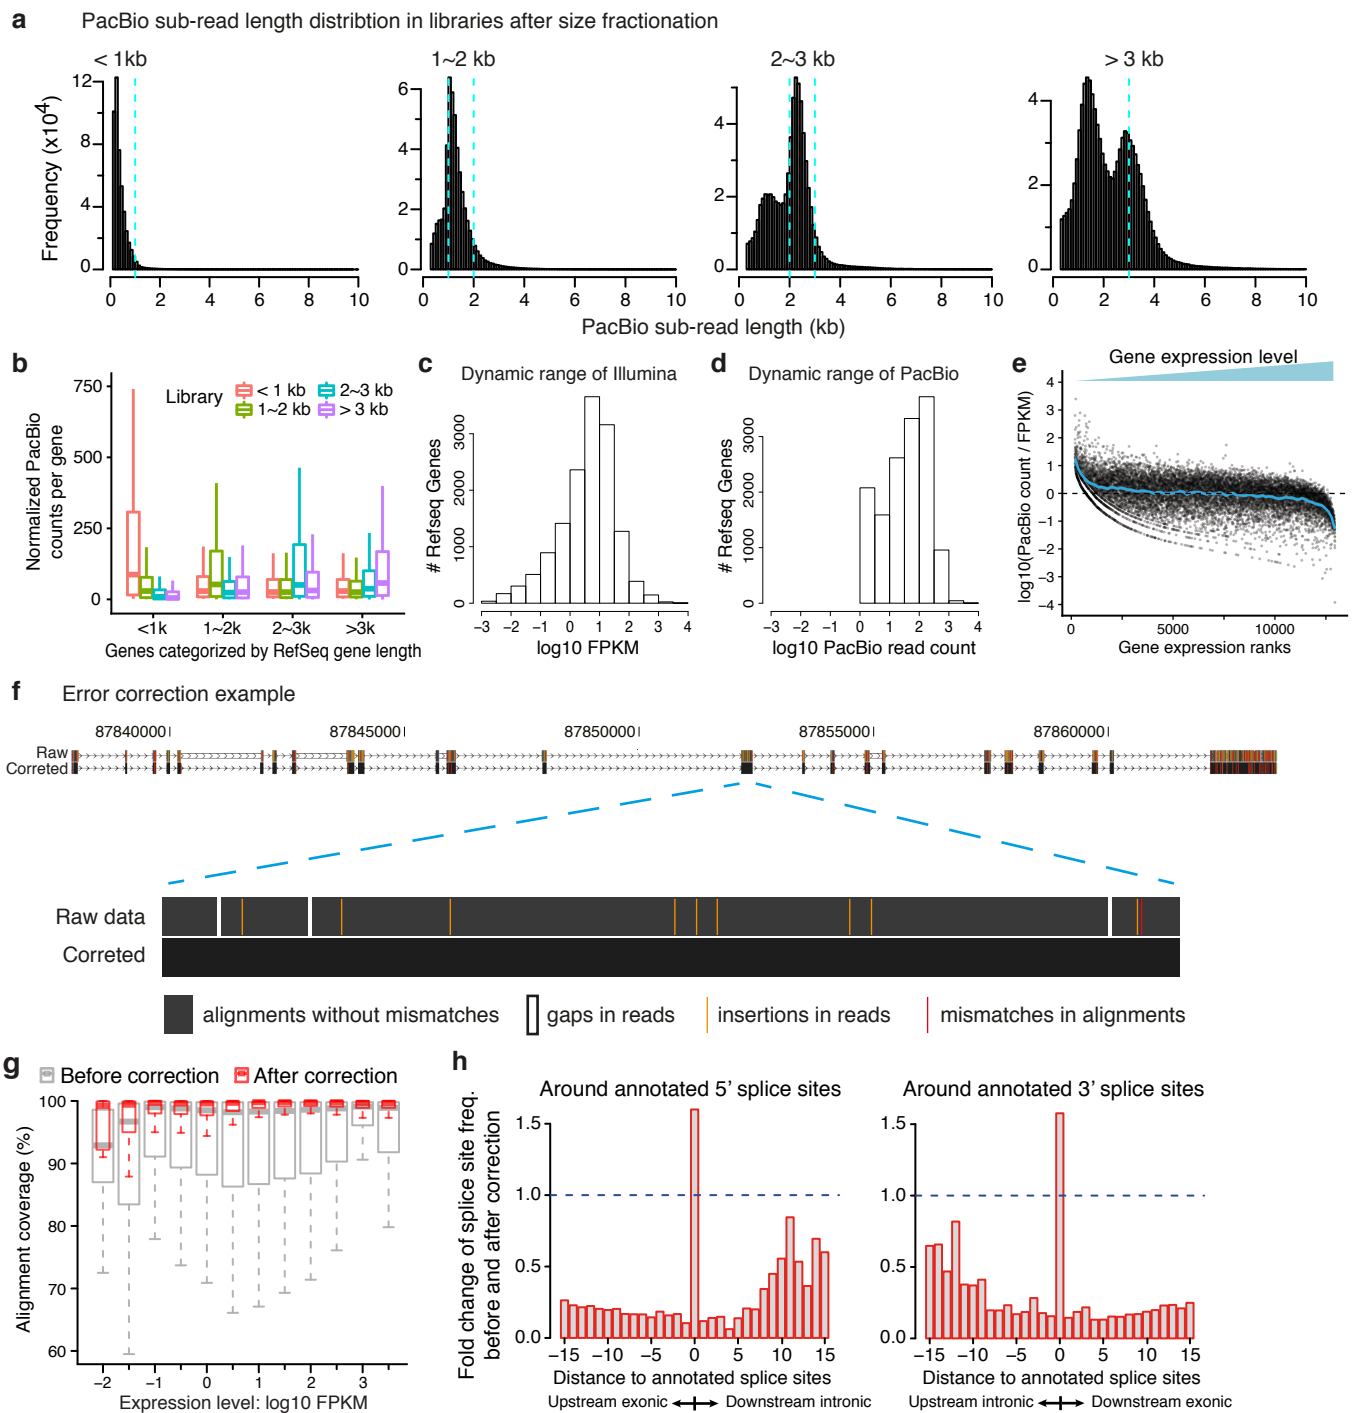 a PacBio sub-read length distribtion in libraries after size fractionation
< 1kb 1~2 kb 2~3 kb > 3 kb
Frequency (x10^4)
12 8 4 0
6 4 2 0
4 2 0
4 2 0
0 2 4 6 8 10
0 2 4 6 8 10
0 2 4 6 8 10
0 2 4 6 8 10
PacBio sub-read length (kb)
b
Normalized PacBio
counts per gene
750
500
250
0
Library
< 1 kb 2~3 kb
1~2 kb > 3 kb
<1k 1~2k 2~3k >3k
Genes categorized by RefSeq gene length
c
Dynamic range of Illumina
# Refseq Genes
0 1000 2000 3000
−3 −2 −1 0 1 2 3 4
log10 FPKM
d
Dynamic range of PacBio
# Refseq Genes
0 1000 2000 3000
−3 −2 −1 0 1 2 3 4
log10 PacBio read count
e
Gene expression level
log10(PacBio count / FPKM)
4
3
2
1
0
−1
−2
−3
−4
0 5000 10000
Gene expression ranks
f Error correction example
87840000 87845000 87850000 87855000 87860000
Raw
Correted
Raw data
Correted
alignments without mismatches gaps in reads insertions in reads mismatches in alignments
g
Before correction After correction
Alignment coverage (%)
100
90
80
70
60
−2 −1 0 1 2 3
Expression level: log10 FPKM
h
Fold change of splice site freq.
before and after correction
Around annotated 5’ splice sites
1.5
1.0
0.5
0.0
−15 −10 −5 0 5 10 15
Distance to annotated splice sites
Upstream exonic Downstream intronic
Around annotated 3’ splice sites
1.5
1.0
0.5
0.0
−15 −10 −5 0 5 10 15
Distance to annotated splice sites
Upstream intronic Downstream exonic